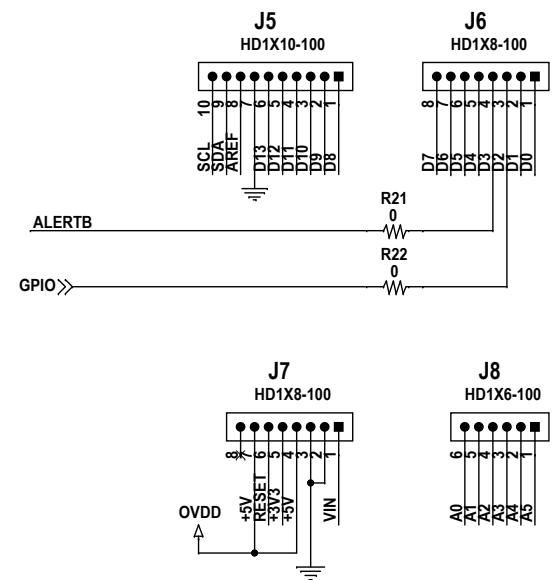 J5
HD1X10-100
10 9 8 7 6 5 4 3 2 1
SCL SDA AREF D13 D12 D11 D10 D9 D8
J6
HD1X8-100
8 7 6 5 4 3 2 1
D7 D6 D5 D4 D3 D2 D1 D0
R21
0
ALERTB
R22
0
GPIO
J7
HD1X8-100
8 7 6 5 4 3 2 1
+5V RESET +3V3 +5V VIN
OVDD
J8
HD1X6-100
6 5 4 3 2 1
A0 A1 A2 A3 A4 A5